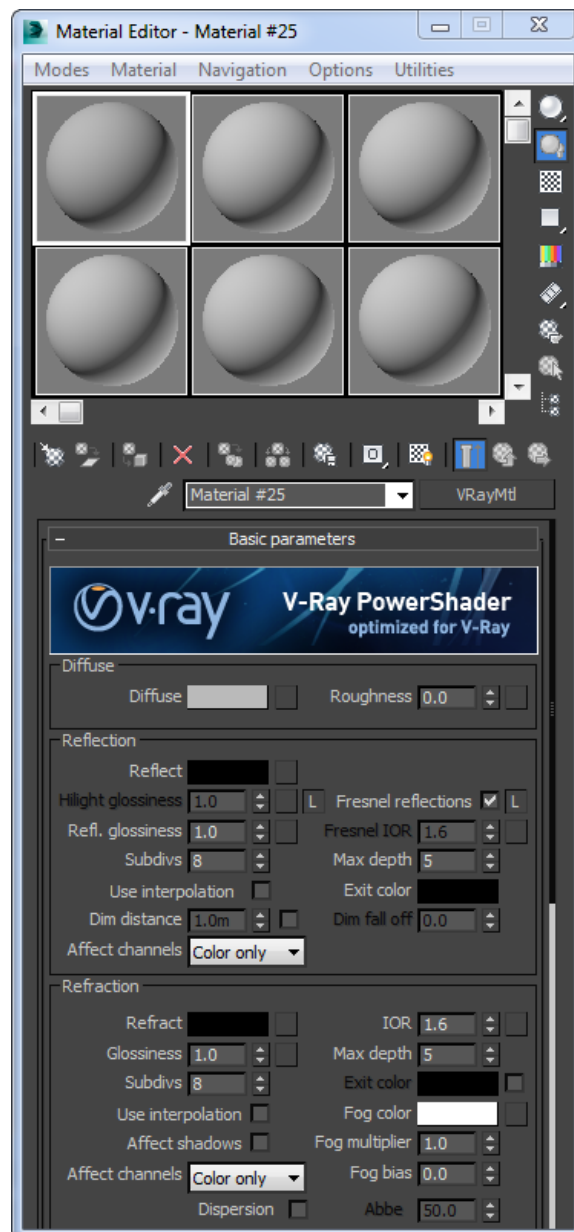 Material Editor - Material #25
Modes Material Navigation Options Utilities
Material #25 VRayMtl
Basic parameters
v·ray V-Ray PowerShader
optimized for V-Ray
Diffuse
Diffuse Roughness 0.0
Reflection
Reflect
Hilight glossiness 1.0 L Fresnel reflections L
Refl. glossiness 1.0 Fresnel IOR 1.6
Subdivs 8 Max depth 5
Use interpolation Exit color
Dim distance 1.0m Dim fall off 0.0
Affect channels Color only
Refraction
Refract IOR 1.6
Glossiness 1.0 Max depth 5
Subdivs 8 Exit color
Use interpolation Fog color
Affect shadows Fog multiplier 1.0
Affect channels Color only Fog bias 0.0
Dispersion Abbe 50.0